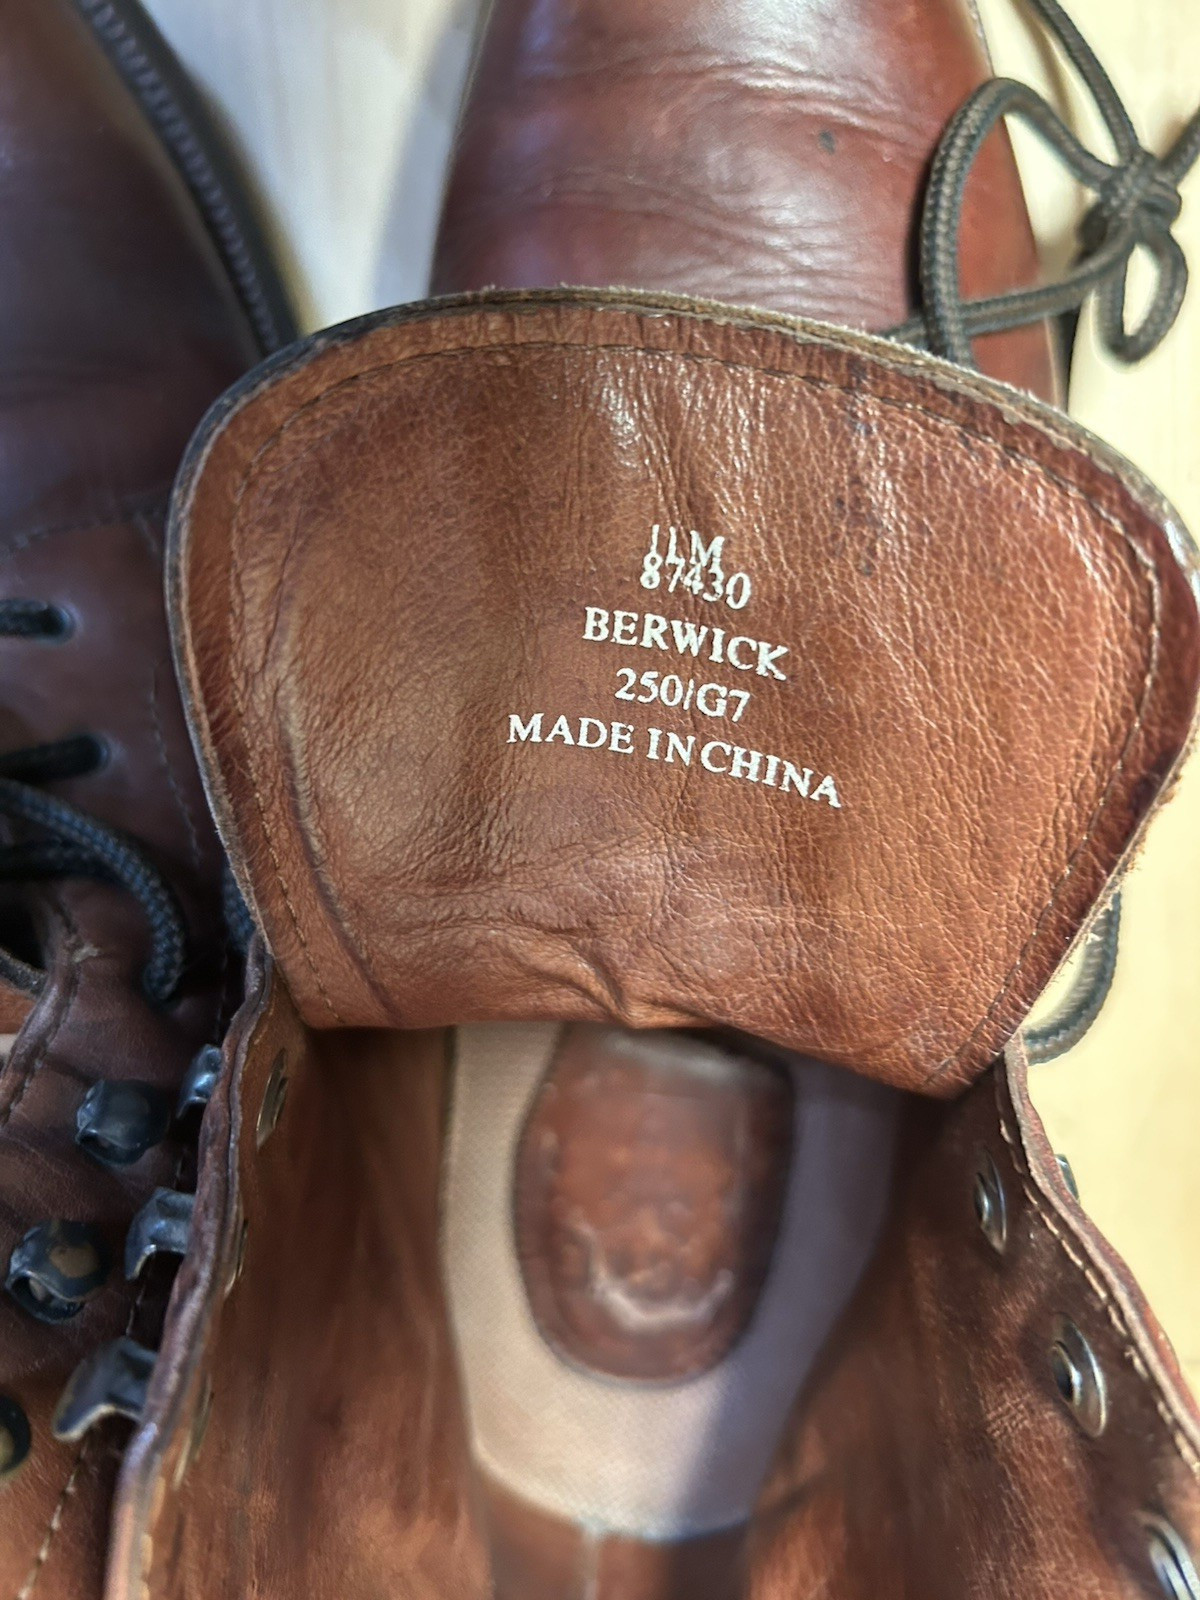 11M
87430
BERWICK
250/G7
MADE IN CHINA